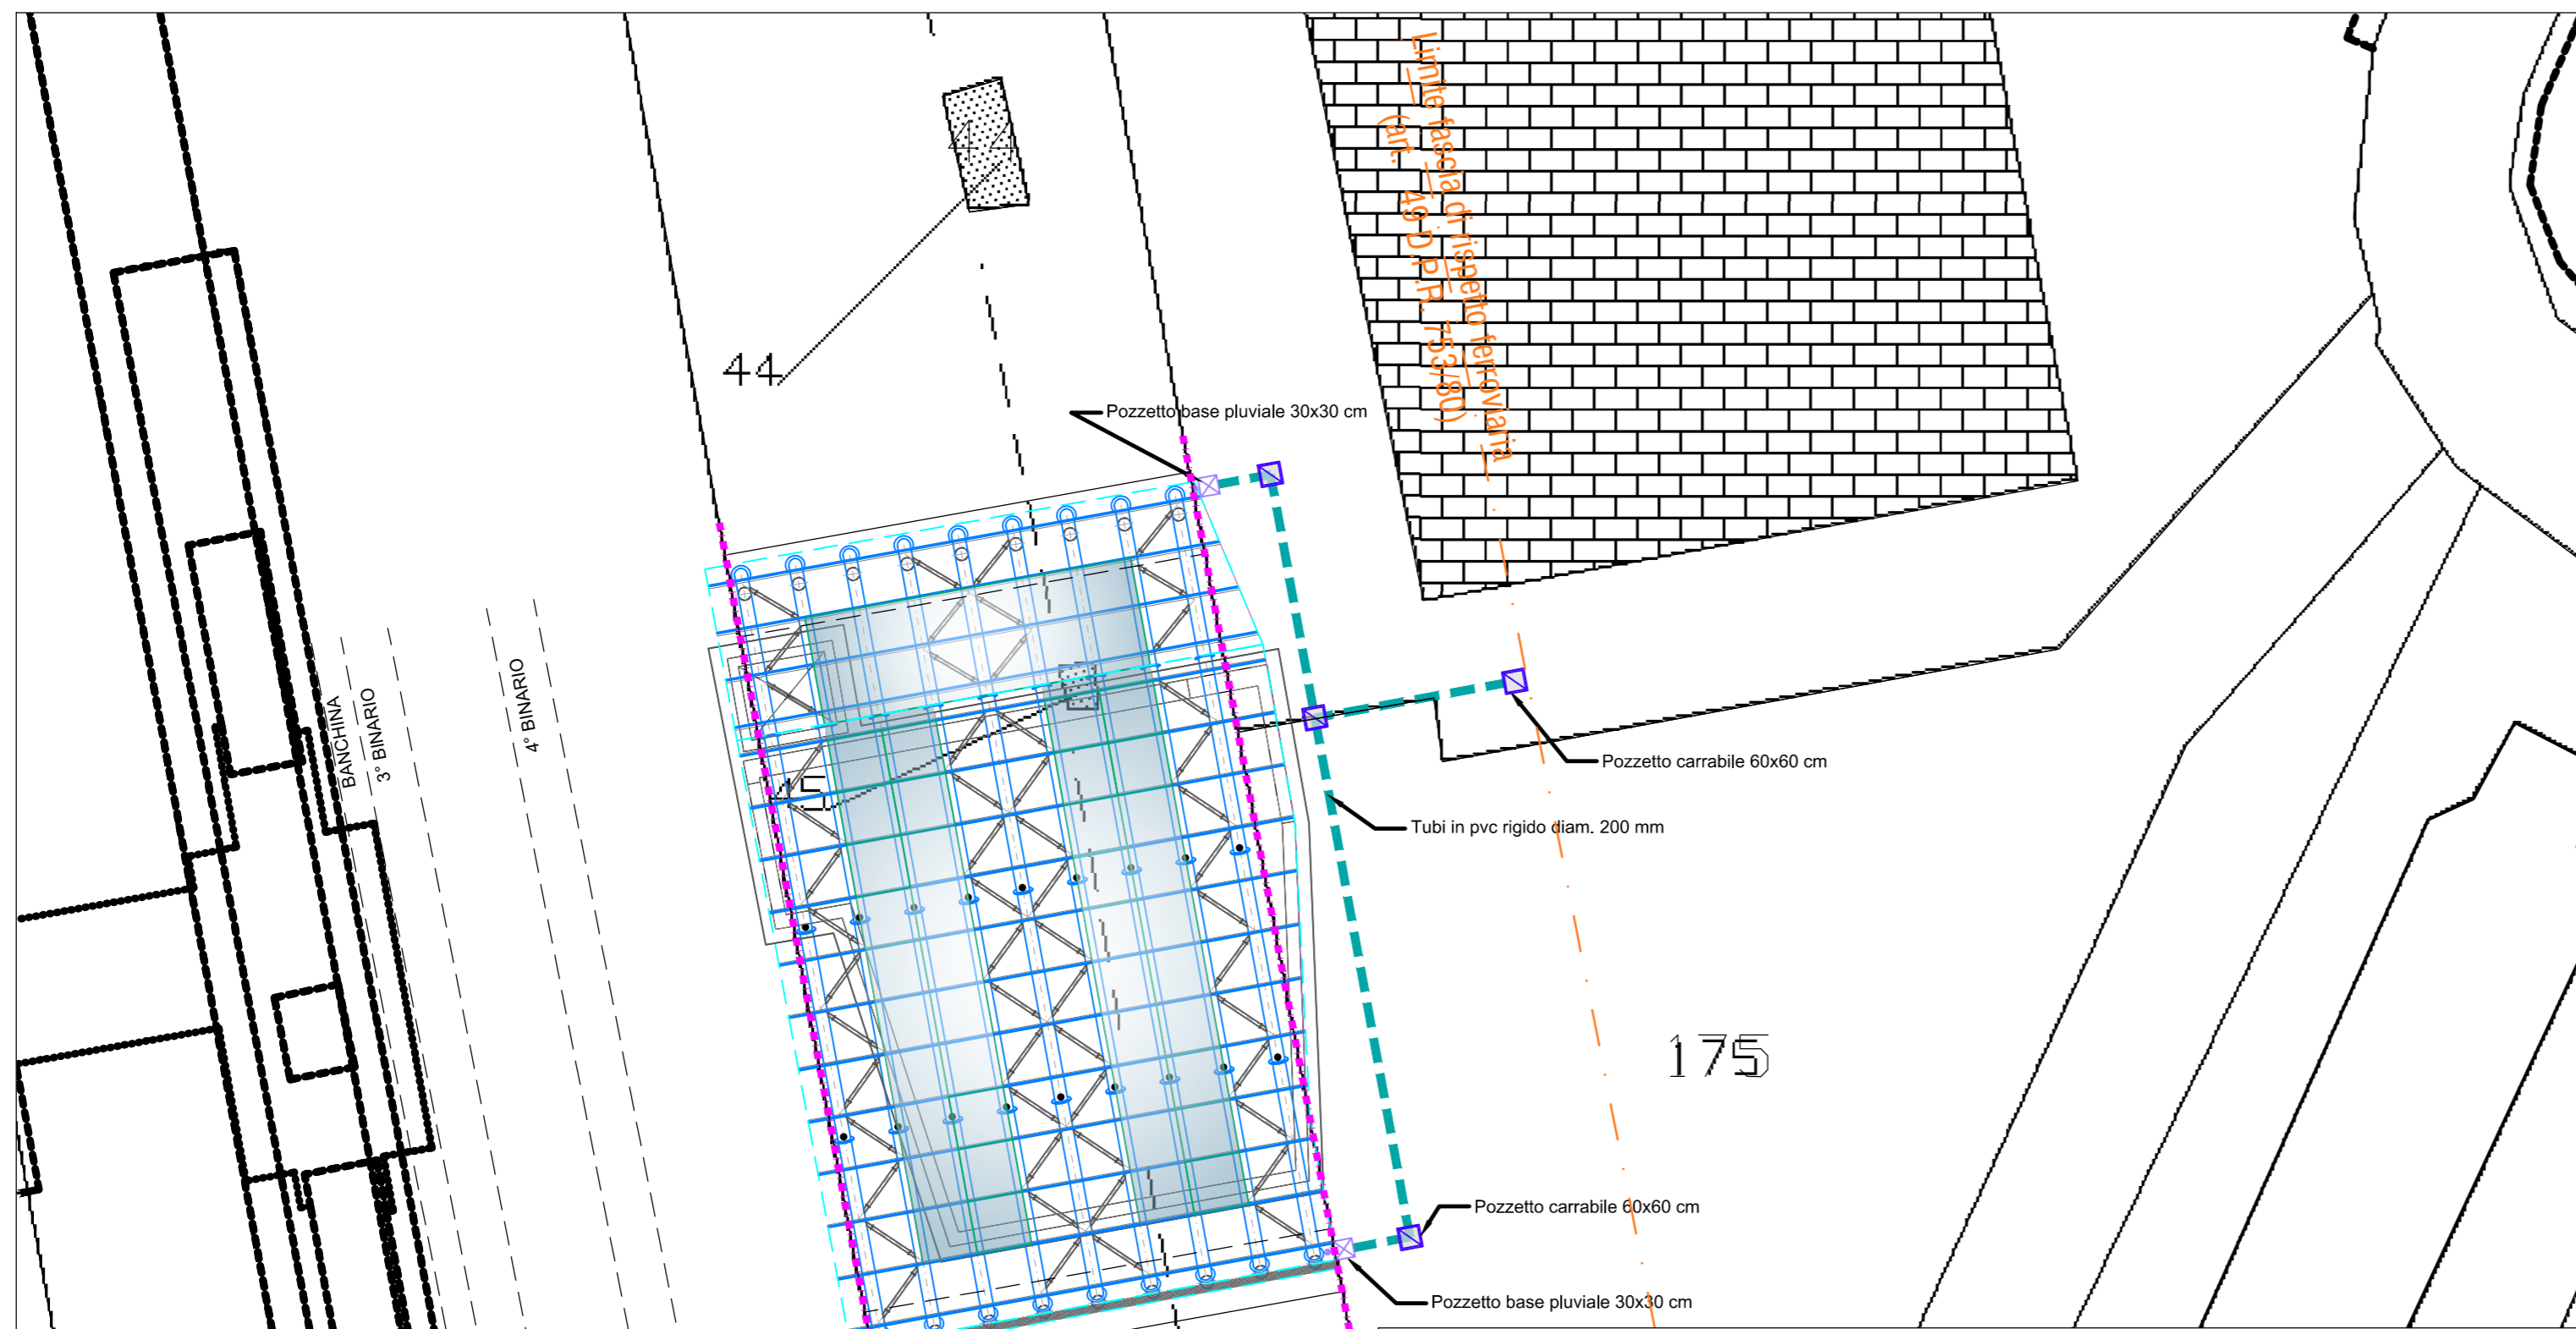 Limite fascia di rispetto ferroviaria
(art. 49 D.P.R. 753/80)
44
44
Pozzetto base pluviale 30x30 cm
BANCHINA
3° BINARIO
4° BINARIO
45
Pozzetto carrabile 60x60 cm
Tubi in pvc rigido diam. 200 mm
175
Pozzetto carrabile 60x60 cm
Pozzetto base pluviale 30x30 cm